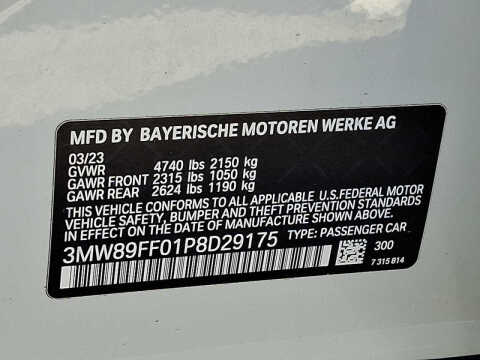 MFD BY BAYERISCHE MOTOREN WERKE AG
03/23
GVWR 4740 lbs 2150 kg
GAWR FRONT 2315 lbs 1050 kg
GAWR REAR 2624 lbs 1190 kg
THIS VEHICLE CONFORMS TO ALL APPLICABLE U.S.FEDERAL MOTOR
VEHICLE SAFETY, BUMPER, AND THEFT PREVENTION STANDARDS
IN EFFECT ON THE DATE OF MANUFACTURE SHOWN ABOVE.
3MW89FF01P8D29175 TYPE: PASSENGER CAR
300
7 315 814